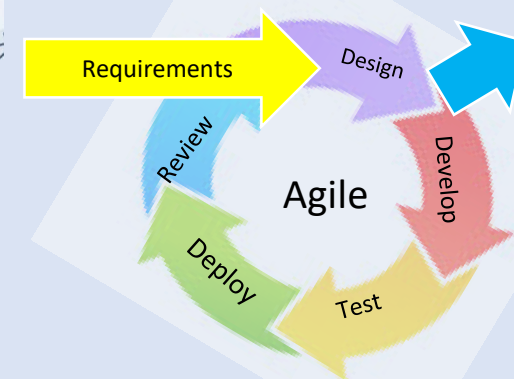 Requirements
Design
Develop
Test
Deploy
Review
Agile